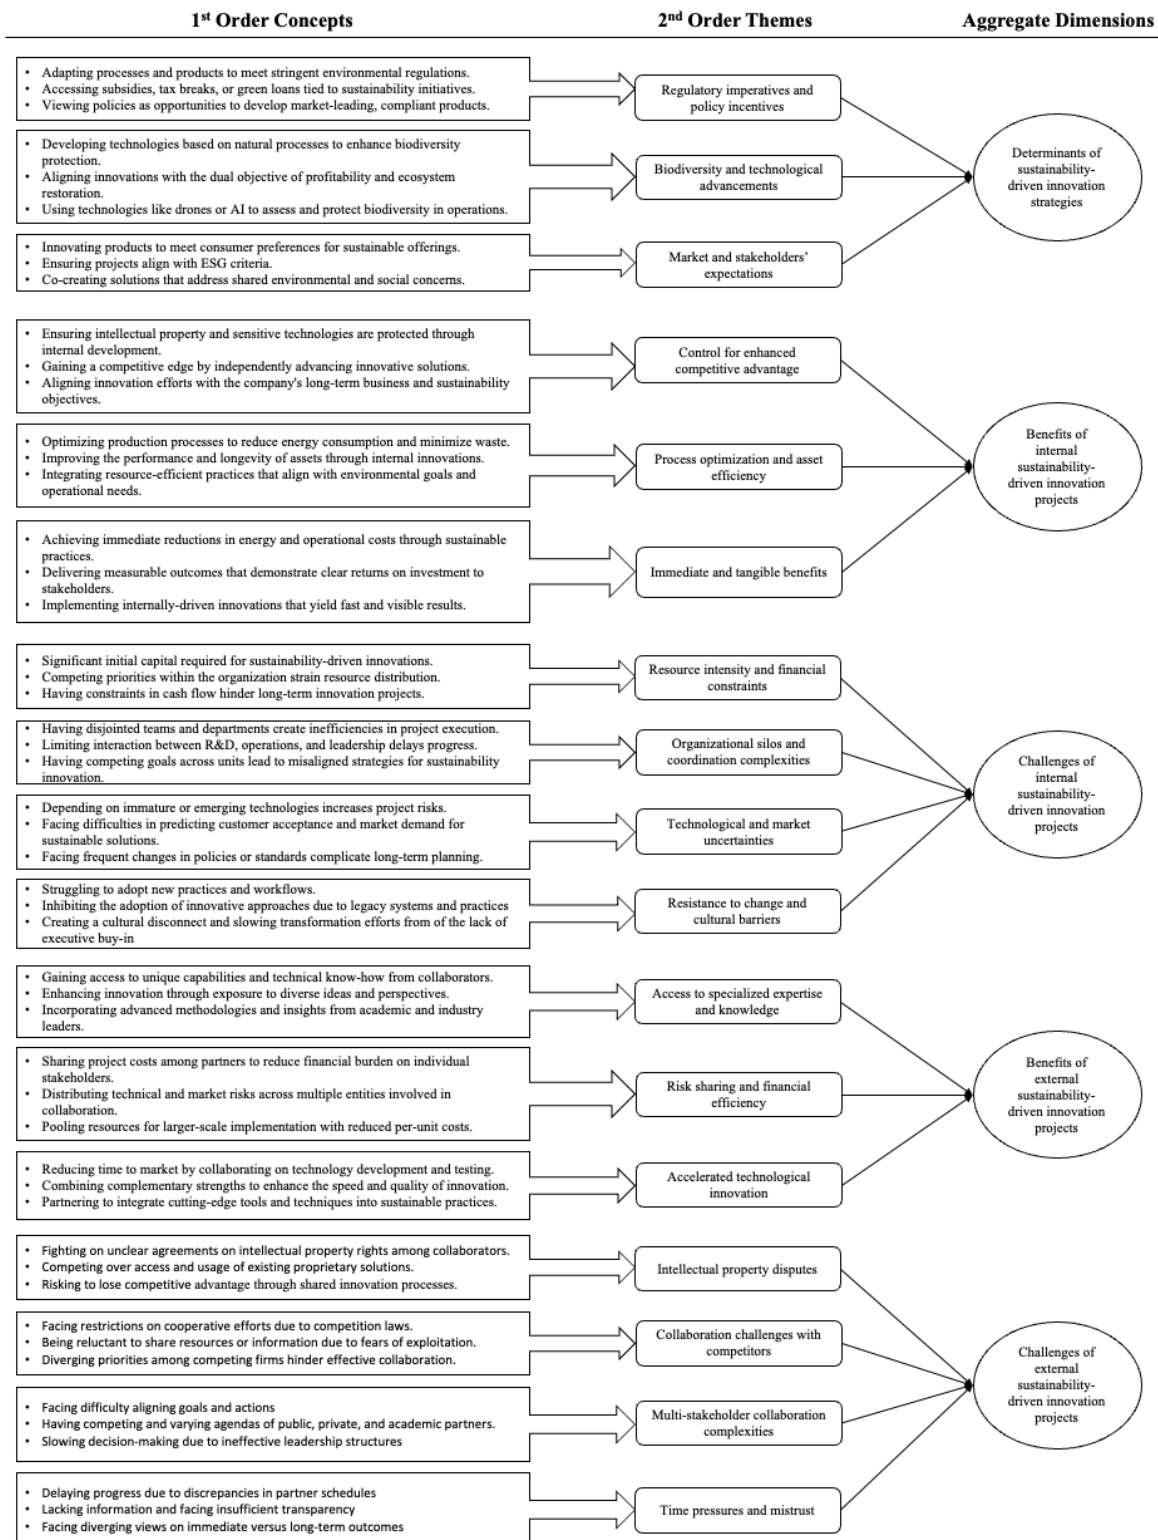 1st Order Concepts
2nd Order Themes
Aggregate Dimensions
• Adapting processes and products to meet stringent environmental regulations.
• Accessing subsidies, tax breaks, or green loans tied to sustainability initiatives.
• Viewing policies as opportunities to develop market-leading, compliant products.
Regulatory imperatives and
policy incentives
• Developing technologies based on natural processes to enhance biodiversity
protection.
• Aligning innovations with the dual objective of profitability and ecosystem
restoration.
• Using technologies like drones or AI to assess and protect biodiversity in operations.
Biodiversity and technological
advancements
• Innovating products to meet consumer preferences for sustainable offerings.
• Ensuring projects align with ESG criteria.
• Co-creating solutions that address shared environmental and social concerns.
Market and stakeholders'
expectations
Determinants of
sustainability-
driven innovation
strategies
• Ensuring intellectual property and sensitive technologies are protected through
internal development.
• Gaining a competitive edge by independently advancing innovative solutions.
• Aligning innovation efforts with the company's long-term business and sustainability
objectives.
Control for enhanced
competitive advantage
• Optimizing production processes to reduce energy consumption and minimize waste.
• Improving the performance and longevity of assets through internal innovations.
• Integrating resource-efficient practices that align with environmental goals and
operational needs.
Process optimization and asset
efficiency
• Achieving immediate reductions in energy and operational costs through sustainable
practices.
• Delivering measurable outcomes that demonstrate clear returns on investment to
stakeholders.
• Implementing internally-driven innovations that yield fast and visible results.
Immediate and tangible benefits
Benefits of
internal
sustainability-
driven innovation
projects
• Significant initial capital required for sustainability-driven innovations.
• Competing priorities within the organization strain resource distribution.
• Having constraints in cash flow hinder long-term innovation projects.
Resource intensity and financial
constraints
• Having disjointed teams and departments create inefficiencies in project execution.
• Limiting interaction between R&D, operations, and leadership delays progress.
• Having competing goals across units lead to misaligned strategies for sustainability
innovation.
Organizational silos and
coordination complexities
• Depending on immature or emerging technologies increases project risks.
• Facing difficulties in predicting customer acceptance and market demand for
sustainable solutions.
• Facing frequent changes in policies or standards complicate long-term planning.
Technological and market
uncertainties
• Struggling to adopt new practices and workflows.
• Inhibiting the adoption of innovative approaches due to legacy systems and practices
• Creating a cultural disconnect and slowing transformation efforts from of the lack of
executive buy-in
Resistance to change and
cultural barriers
Challenges of
internal
sustainability-
driven innovation
projects
• Gaining access to unique capabilities and technical know-how from collaborators.
• Enhancing innovation through exposure to diverse ideas and perspectives.
• Incorporating advanced methodologies and insights from academic and industry
leaders.
Access to specialized expertise
and knowledge
• Sharing project costs among partners to reduce financial burden on individual
stakeholders.
• Distributing technical and market risks across multiple entities involved in
collaboration.
• Pooling resources for larger-scale implementation with reduced per-unit costs.
Risk sharing and financial
efficiency
• Reducing time to market by collaborating on technology development and testing.
• Combining complementary strengths to enhance the speed and quality of innovation.
• Partnering to integrate cutting-edge tools and techniques into sustainable practices.
Accelerated technological
innovation
Benefits of
external
sustainability-
driven innovation
projects
• Fighting on unclear agreements on intellectual property rights among collaborators.
• Competing over access and usage of existing proprietary solutions.
• Risking to lose competitive advantage through shared innovation processes.
Intellectual property disputes
• Facing restrictions on cooperative efforts due to competition laws.
• Being reluctant to share resources or information due to fears of exploitation.
• Diverging priorities among competing firms hinder effective collaboration.
Collaboration challenges with
competitors
• Facing difficulty aligning goals and actions
• Having competing and varying agendas of public, private, and academic partners.
• Slowing decision-making due to ineffective leadership structures
Multi-stakeholder collaboration
complexities
• Delaying progress due to discrepancies in partner schedules
• Lacking information and facing insufficient transparency
• Facing diverging views on immediate versus long-term outcomes
Time pressures and mistrust
Challenges of
external
sustainability-
driven innovation
projects